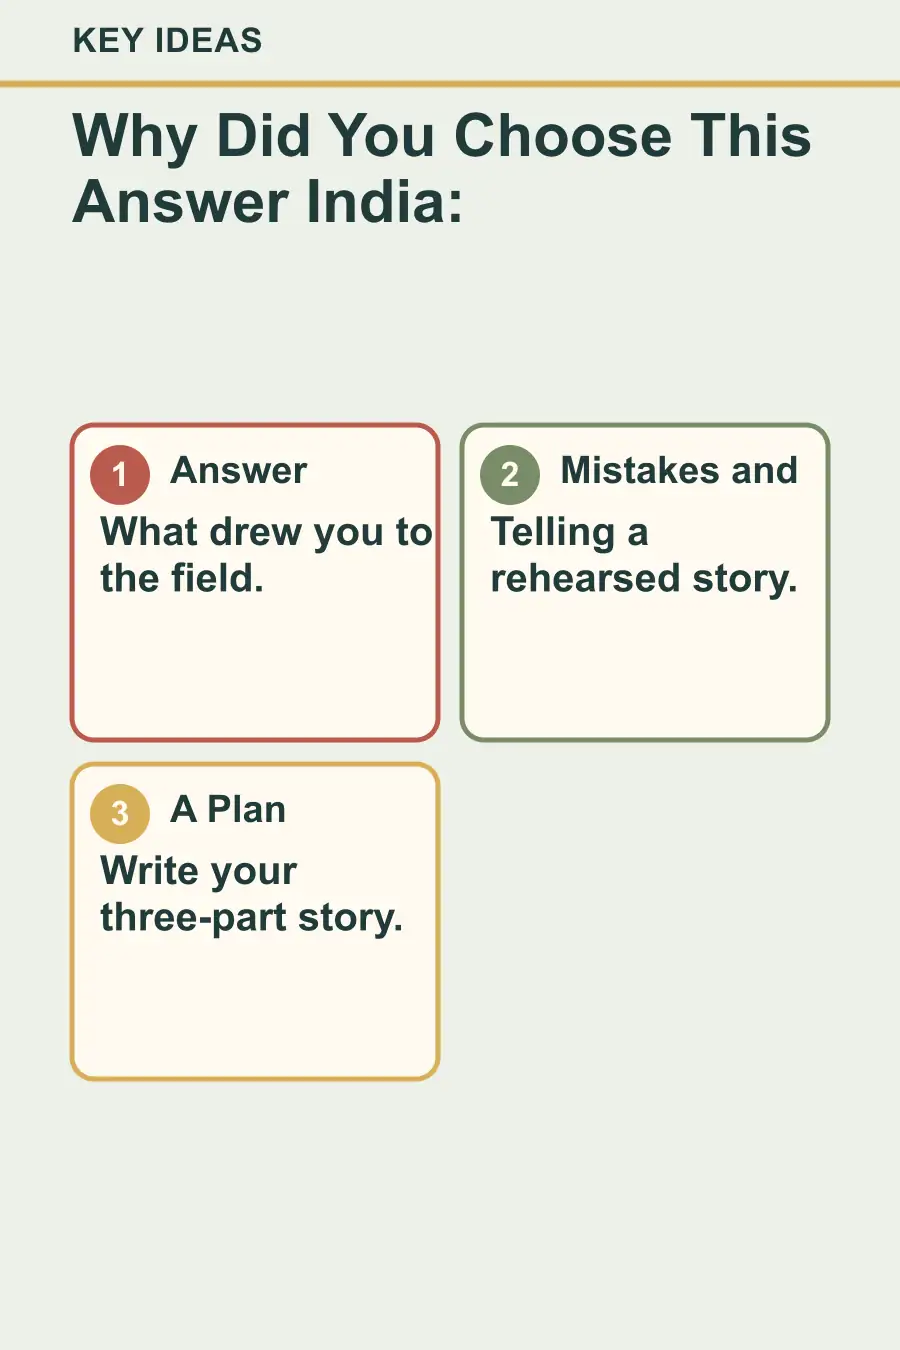 KEY IDEAS
Why Did You Choose This
Answer India:
1 Answer
What drew you to
the field.
2 Mistakes and
Telling a
rehearsed story.
3 A Plan
Write your
three-part story.